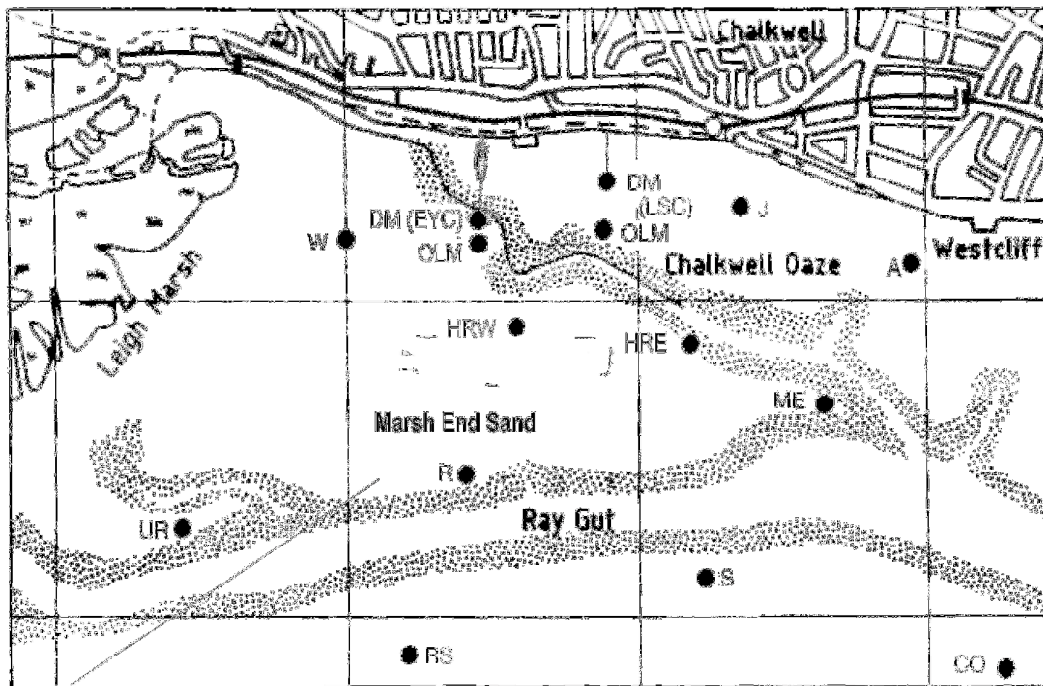 Chalkwell
DM
(LSC)
J
DM (EYC)
OLM
OLM
W
Westcliff
Chalkwell Oaze
A
Leigh Marsh
HRW
HRE
ME
Marsh End Sand
R
UR
Ray Gut
S
RS
CO